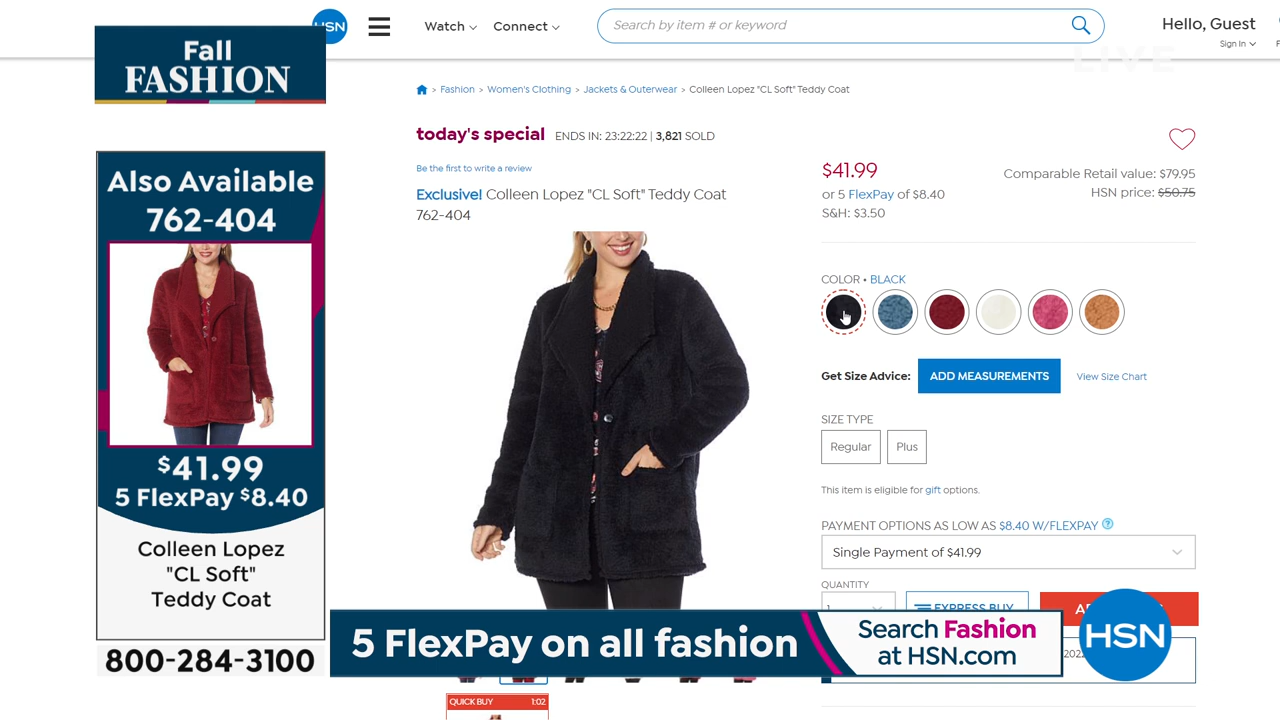 HSN
Watch
Connect
Search by item # or keyword
Hello, Guest
Sign In
LIVE
Fall
FASHION
> Fashion > Women's Clothing > Jackets & Outerwear > Colleen Lopez "CL Soft" Teddy Coat
today's special ENDS IN: 23:22:22 | 3,821 SOLD
Be the first to write a review
Exclusive! Colleen Lopez "CL Soft" Teddy Coat
762-404
$41.99
or 5 FlexPay of $8.40
S&H: $3.50
Comparable Retail value: $79.95
HSN price: $50.75
COLOR • BLACK
Get Size Advice:
ADD MEASUREMENTS
View Size Chart
SIZE TYPE
Regular
Plus
This item is eligible for gift options.
PAYMENT OPTIONS AS LOW AS $8.40 W/FLEXPAY ?
Single Payment of $41.99
QUANTITY
1
EXPRESS BUY
Also Available
762-404
$41.99
5 FlexPay $8.40
Colleen Lopez
"CL Soft"
Teddy Coat
800-284-3100
5 FlexPay on all fashion
Search Fashion
at HSN.com
HSN
QUICK BUY 1:02